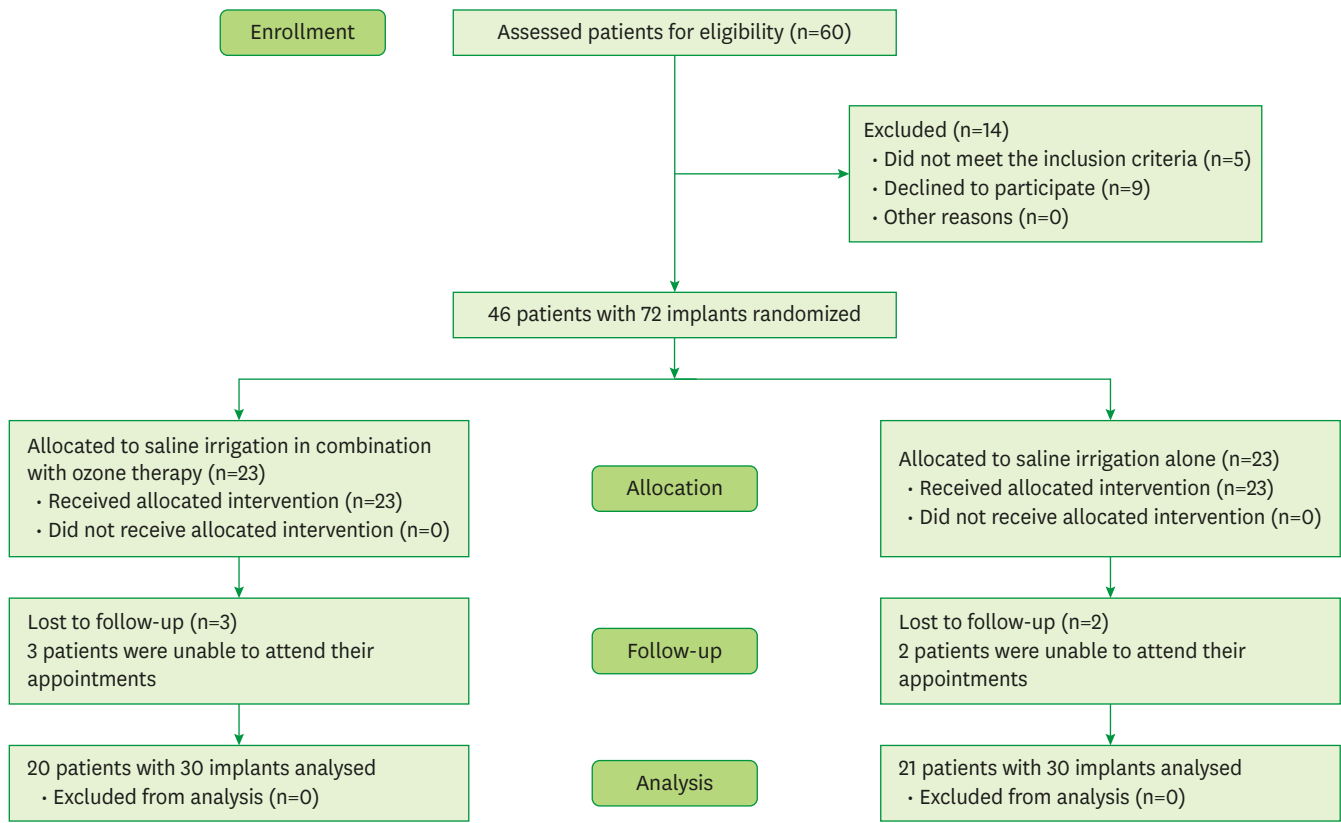 Enrollment
Assessed patients for eligibility (n=60)
Excluded (n=14)
• Did not meet the inclusion criteria (n=5)
• Declined to participate (n=9)
• Other reasons (n=0)
46 patients with 72 implants randomized
Allocated to saline irrigation in combination
with ozone therapy (n=23)
• Received allocated intervention (n=23)
• Did not receive allocated intervention (n=0)
Allocation
Allocated to saline irrigation alone (n=23)
• Received allocated intervention (n=23)
• Did not receive allocated intervention (n=0)
Lost to follow-up (n=3)
3 patients were unable to attend their
appointments
Follow-up
Lost to follow-up (n=2)
2 patients were unable to attend their
appointments
20 patients with 30 implants analysed
• Excluded from analysis (n=0)
Analysis
21 patients with 30 implants analysed
• Excluded from analysis (n=0)